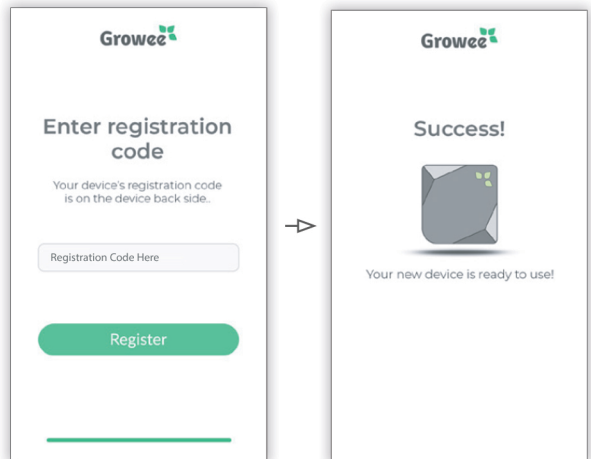 Growee
Enter registration
code
Your device's registration code
is on the device back side..
Registration Code Here
Register
Growee
Success!
Your new device is ready to use!